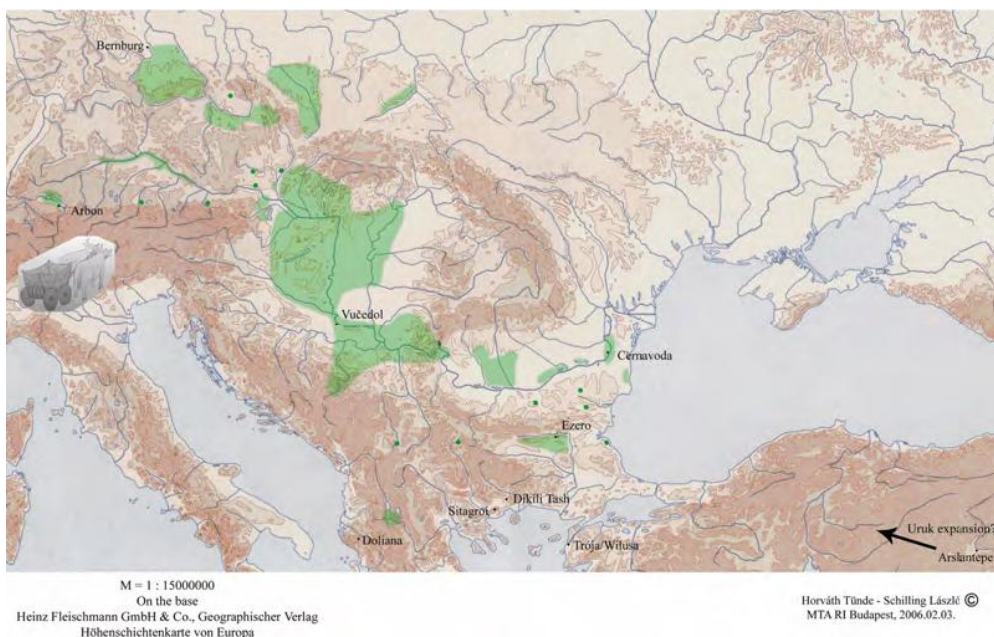 Bernburg
Arbon
Vučedol
Cernavoda
Ezero
Dikili Tash
Sitagroi
Doliana
Trója/Wilusa
Uruk expansion?
Arslantepe
M = 1 : 15000000
On the base
Heinz Fleischmann GmbH & Co., Geographischer Verlag
Höhenschichtenkarte von Europa
Horváth Tünde - Schilling László ©
MTA RI Budapest, 2006.02.03.